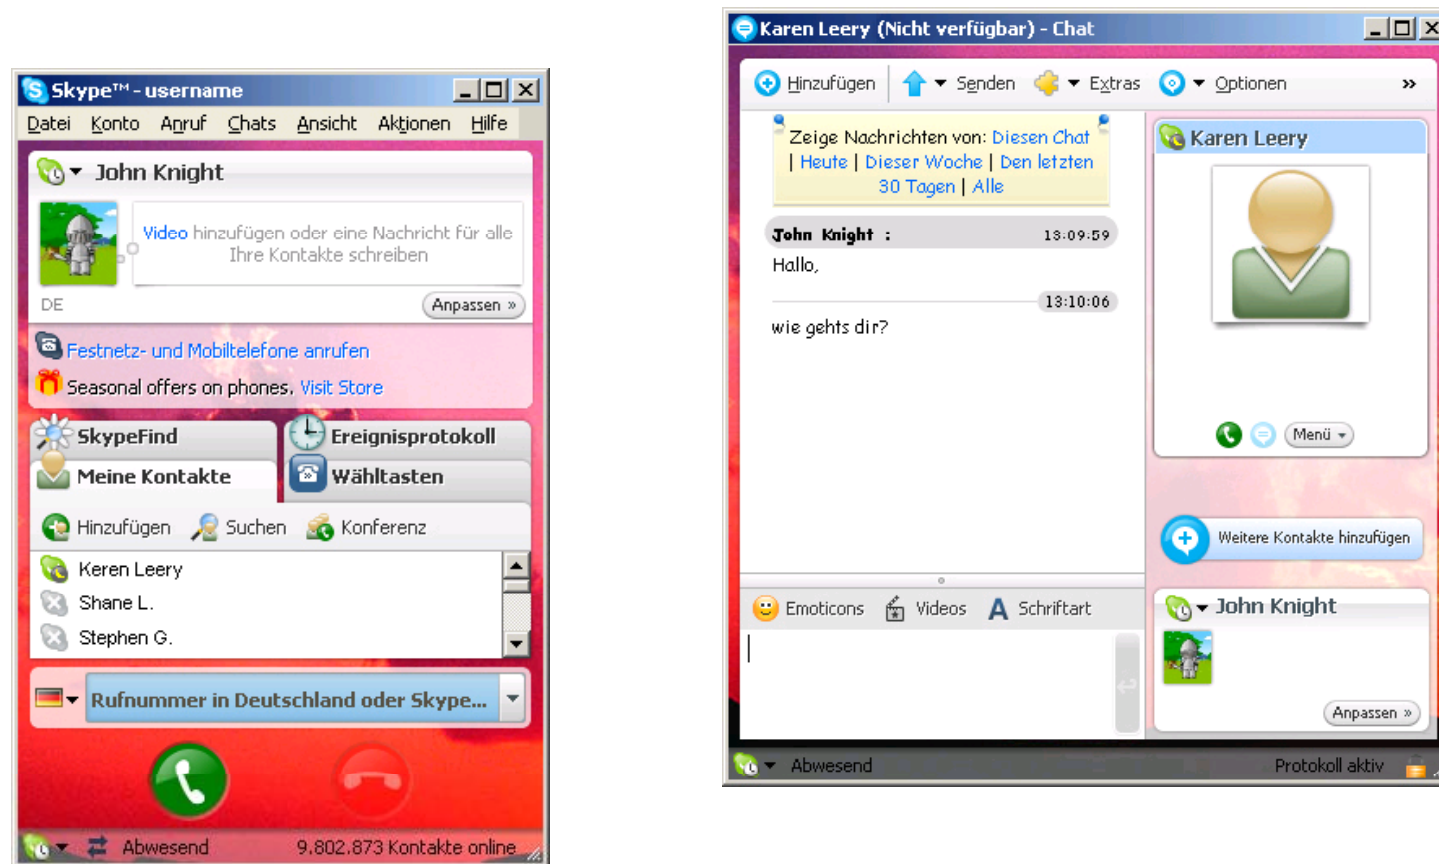 Skype™ - username
Datei Konto Anruf Chats Ansicht Aktionen Hilfe
John Knight
Video hinzufügen oder eine Nachricht für alle
Ihre Kontakte schreiben
DE
Anpassen »
Festnetz- und Mobiltelefone anrufen
Seasonal offers on phones. Visit Store
SkypeFind
Ereignisprotokoll
Meine Kontakte
Wähltasten
Hinzufügen Suchen Konferenz
Keren Leery
Shane L.
Stephen G.
Rufnummer in Deutschland oder Skype...
Abwesend 9.802.873 Kontakte online
Karen Leery (Nicht verfügbar) - Chat
Hinzufügen Senden Extras Optionen »
Zeige Nachrichten von: Diesen Chat
| Heute | Dieser Woche | Den letzten
30 Tagen | Alle
John Knight : 13:09:59
Hallo,
13:10:06
wie gehts dir?
Emoticons Videos Schriftart
Karen Leery
Menü
Weitere Kontakte hinzufügen
John Knight
Anpassen »
Abwesend Protokoll aktiv